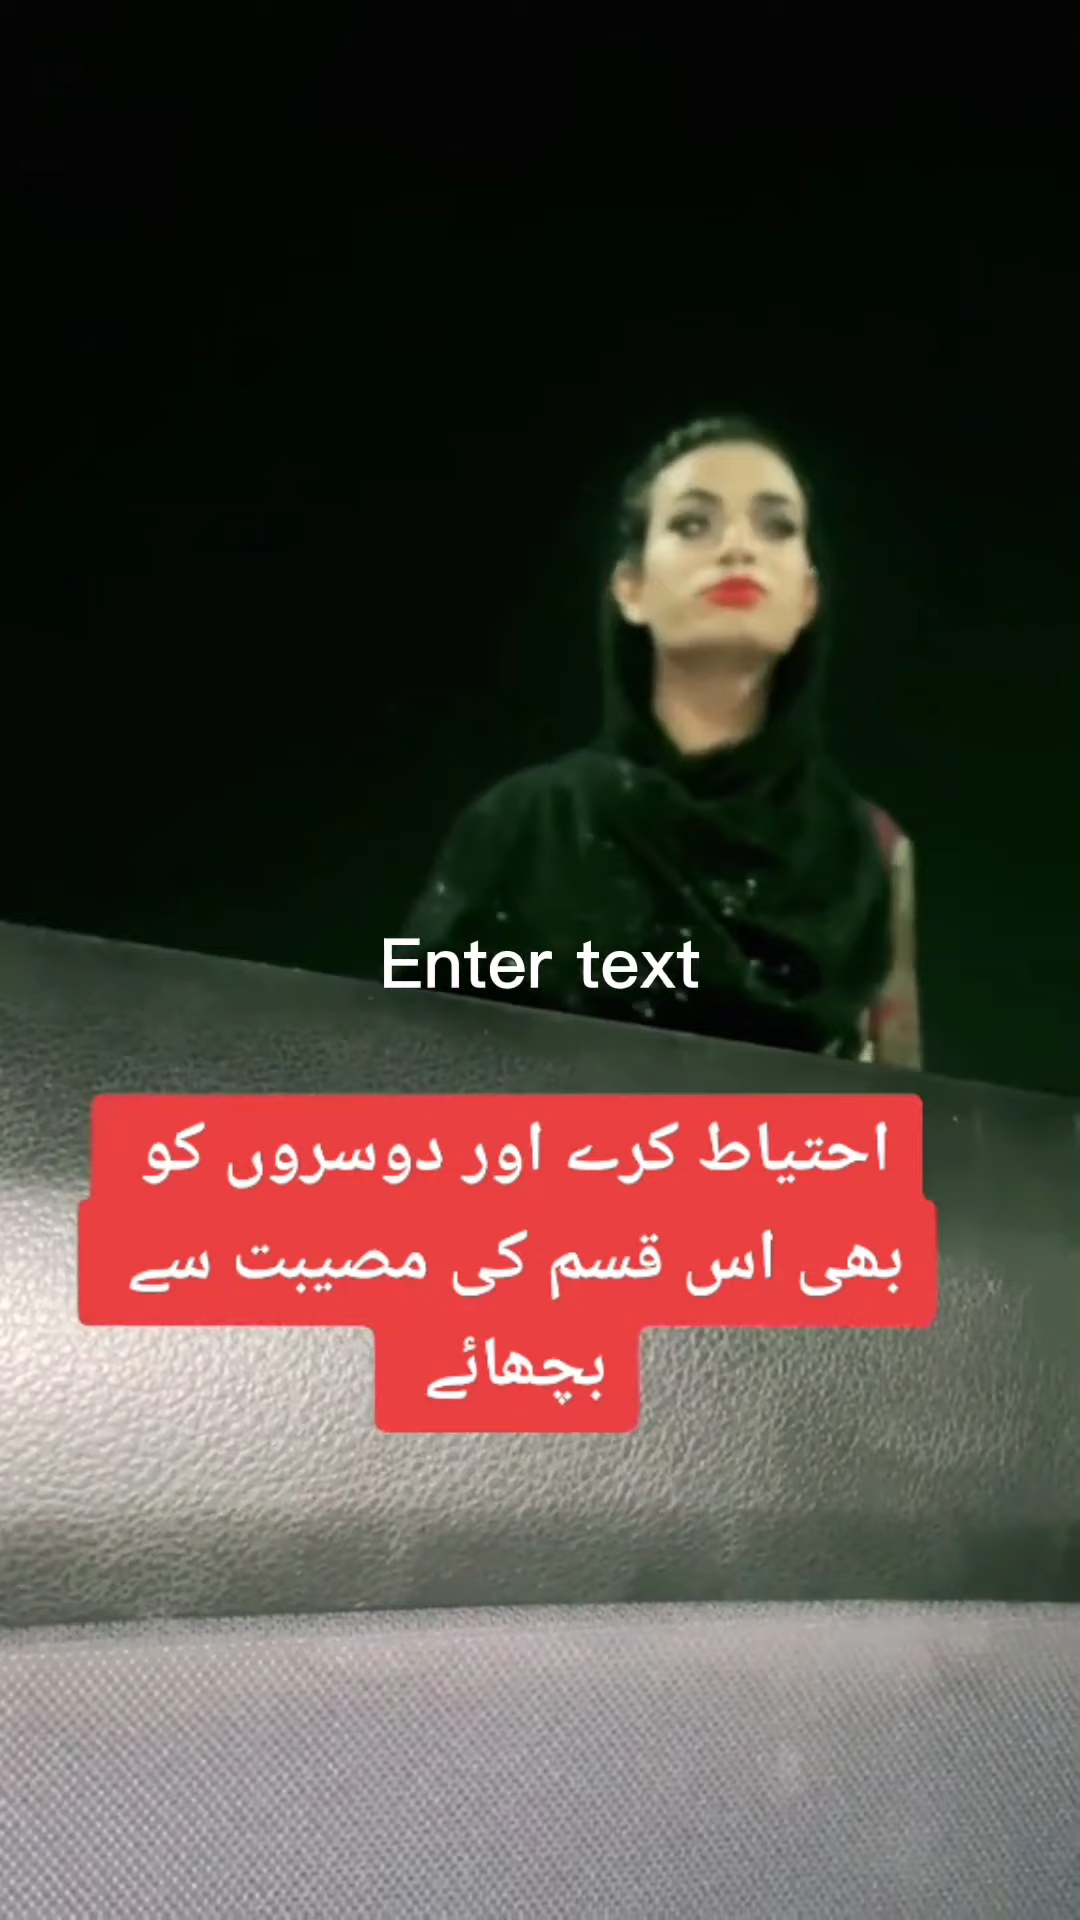 Enter text
احتیاط کرے اور دوسروں کو
بھی اس قسم کی مصیبت سے
بچھائے